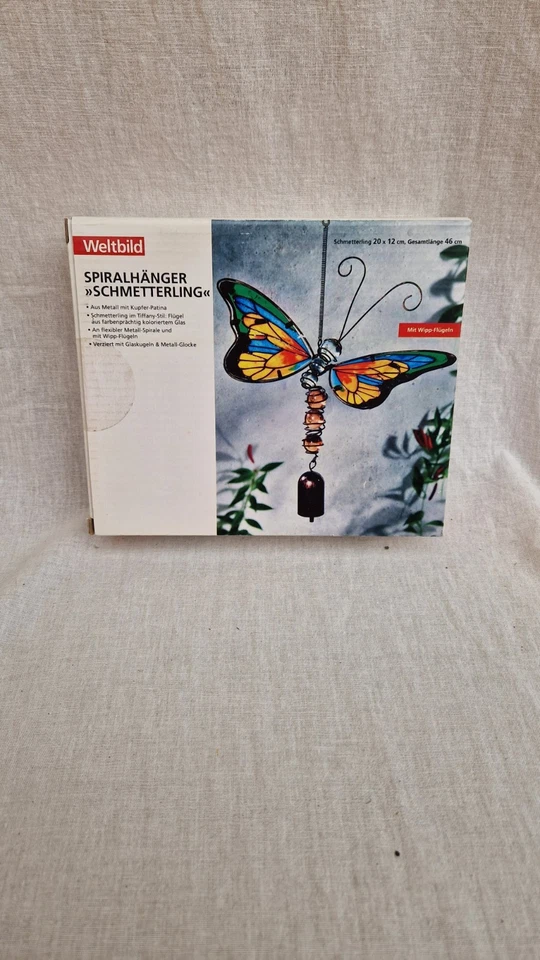 Weltbild
SPIRALHÄNGER
»SCHMETTERLING«
• Aus Metall mit Kupfer-Patina
• Schmetterling im Tiffany-Stil: Flügel
aus farbenprächtig koloriertem Glas
• An flexibler Metall-Spirale und
mit Wipp-Flügeln
• Verziert mit Glaskugeln & Metall-Glocke
Schmetterling 20 x 12 cm, Gesamtlänge 46 cm
Mit Wipp-Flügeln